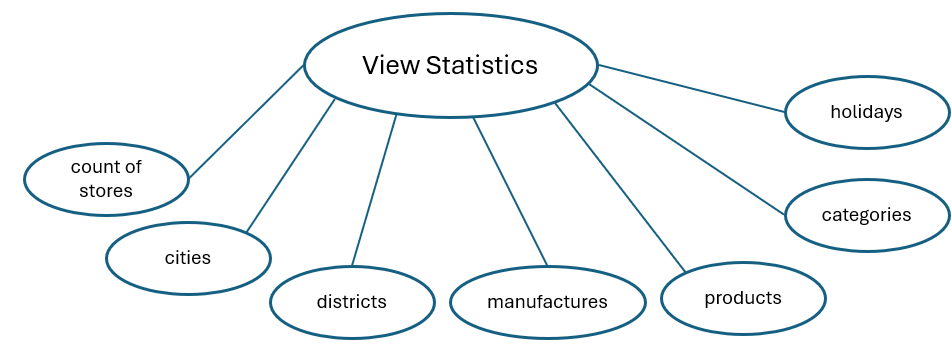 View Statistics
holidays
count of
stores
categories
cities
districts
manufactures
products